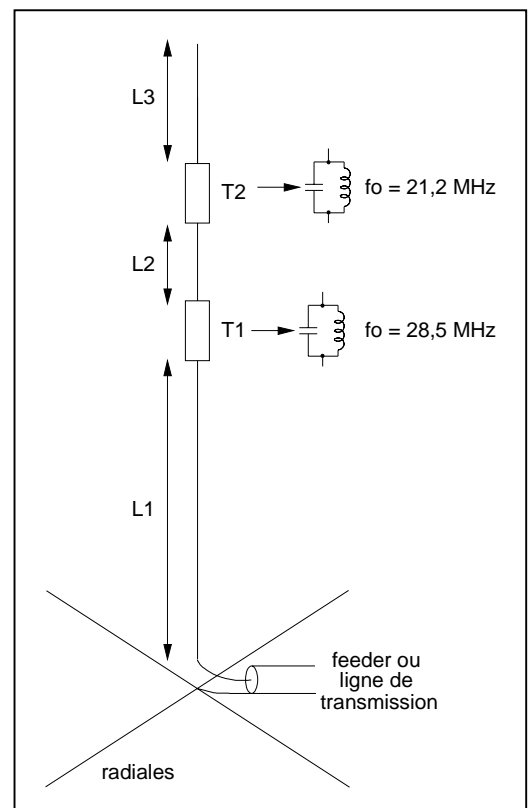 L3
T2
fo = 21,2 MHz
L2
T1
fo = 28,5 MHz
L1
feeder ou
ligne de
transmission
radiales